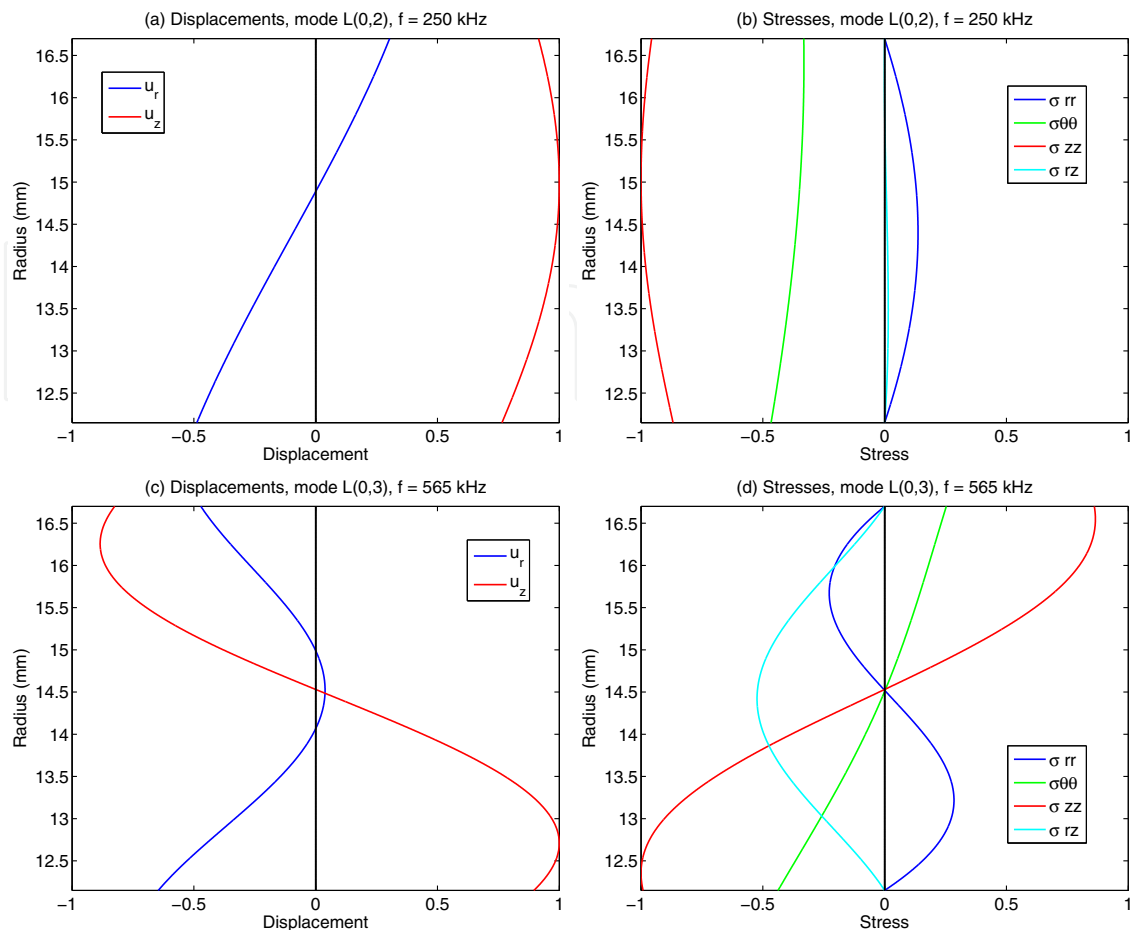 (a) Displacements, mode L(0,2), f = 250 kHz
16.5
16
15.5
15
14.5
14
13.5
13
12.5
−1
−0.5
0
0.5
1
Radius (mm)
Displacement
u_r
u_z
(b) Stresses, mode L(0,2), f = 250 kHz
16.5
16
15.5
15
14.5
14
13.5
13
12.5
−1
−0.5
0
0.5
1
Radius (mm)
Stress
σ rr
σθθ
σ zz
σ rz
(c) Displacements, mode L(0,3), f = 565 kHz
16.5
16
15.5
15
14.5
14
13.5
13
12.5
−1
−0.5
0
0.5
1
Radius (mm)
Displacement
u_r
u_z
(d) Stresses, mode L(0,3), f = 565 kHz
16.5
16
15.5
15
14.5
14
13.5
13
12.5
−1
−0.5
0
0.5
1
Radius (mm)
Stress
σ rr
σθθ
σ zz
σ rz